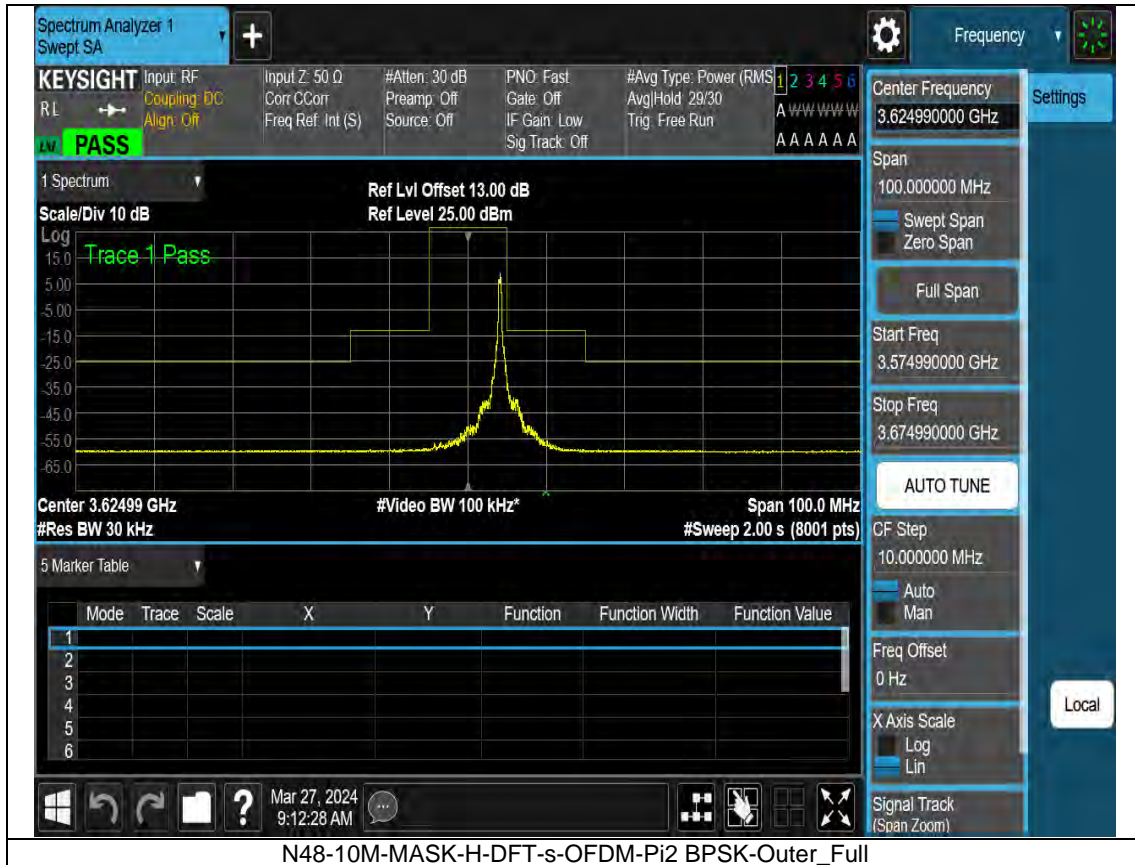 Spectrum Analyzer 1
Swept SA
+
Frequency
KEYSIGHT
RL
PASS
Input: RF
Coupling: DC
Align: Off
Input Z: 50 Ω
Corr CCorr
Freq Ref: Int (S)
#Atten: 30 dB
Preamp: Off
Source: Off
PNO: Fast
Gate: Off
IF Gain: Low
Sig Track: Off
#Avg Type: Power (RMS
Avg|Hold: 29/30
Trig: Free Run
1 2 3 4 5 6
A W W W W W
A A A A A A
1 Spectrum
Scale/Div 10 dB
Ref Lvl Offset 13.00 dB
Ref Level 25.00 dBm
Log
Trace 1 Pass
15.0
5.00
-5.00
-15.0
-25.0
-35.0
-45.0
-55.0
-65.0
Center 3.62499 GHz
#Res BW 30 kHz
#Video BW 100 kHz*
Span 100.0 MHz
#Sweep 2.00 s (8001 pts)
5 Marker Table
Mode Trace Scale X Y Function Function Width Function Value
1
2
3
4
5
6
Mar 27, 2024
9:12:28 AM
?
Center Frequency
3.624990000 GHz
Settings
Span
100.000000 MHz
Swept Span
Zero Span
Full Span
Start Freq
3.574990000 GHz
Stop Freq
3.674990000 GHz
AUTO TUNE
CF Step
10.000000 MHz
Auto
Man
Freq Offset
0 Hz
X Axis Scale
Log
Lin
Local
Signal Track
(Span Zoom)
N48-10M-MASK-H-DFT-s-OFDM-Pi2 BPSK-Outer_Full